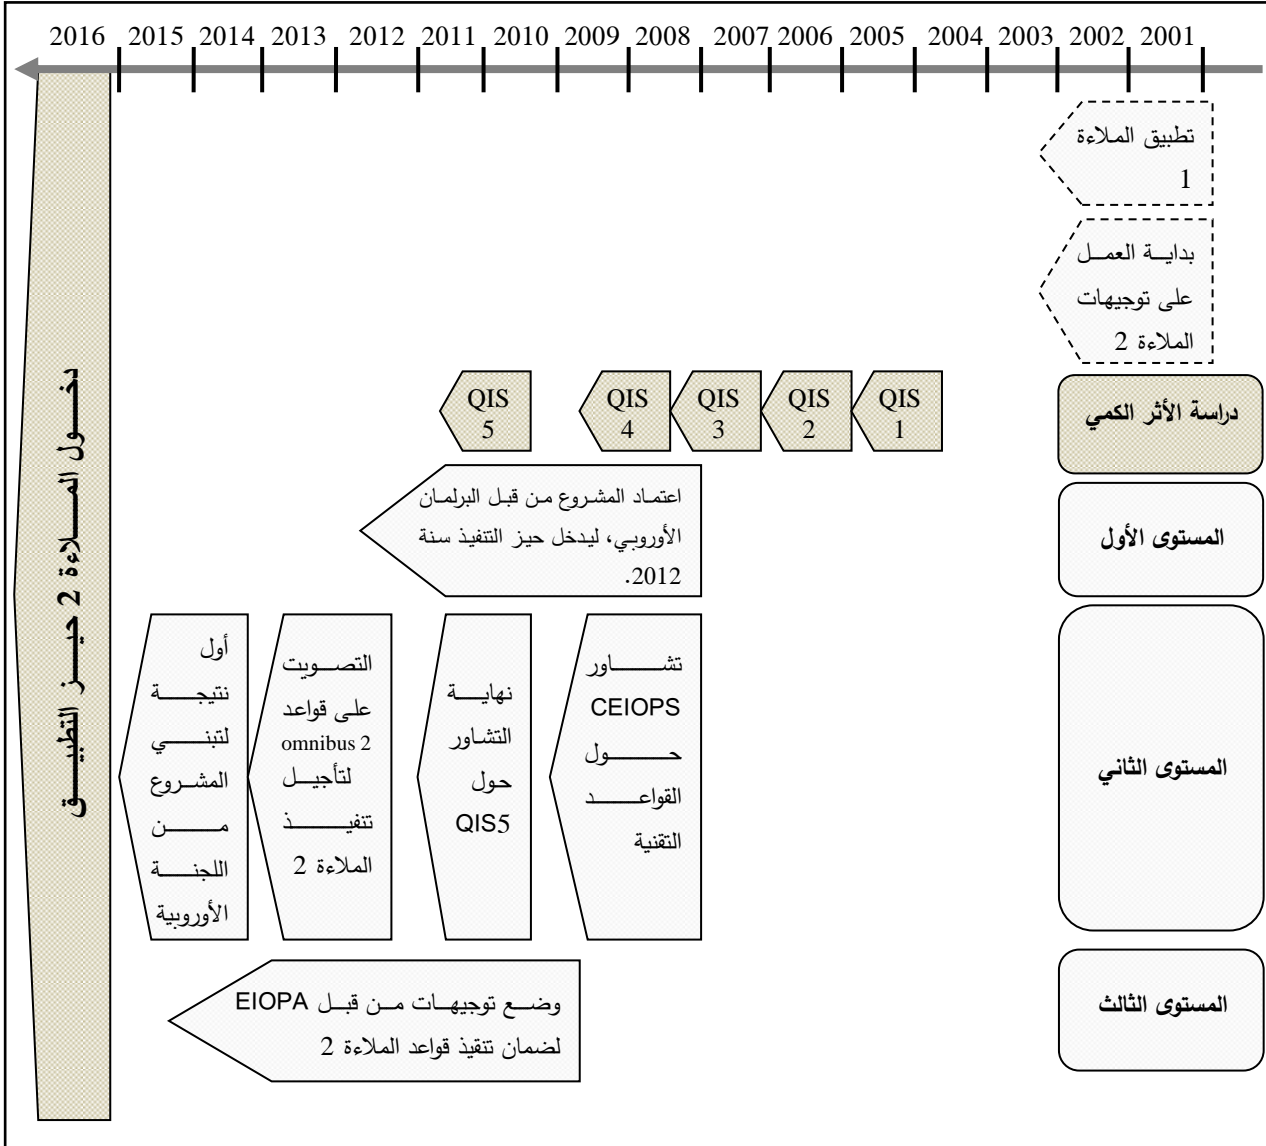 2001 2002 2003 2004 2005 2006 2007 2008 2009 2010 2011 2012 2013 2014 2015 2016
تطبيق الملاءة
1
بداية العمل
على توجيهات
الملاءة 2
دراسة الأثر الكمي
QIS
1
QIS
2
QIS
3
QIS
4
QIS
5
المستوى الأول
اعتماد المشروع من قبل البرلمان
الأوروبي، ليدخل حيز التنفيذ سنة
2012.
المستوى الثاني
تشاور
CEIOPS
حول
القواعد
التقنية
نهاية
التشاور
حول
QIS5
التصويت
على قواعد
omnibus 2
لتأجيل
تنفيذ
الملاءة 2
أول
نتيجة
لتبني
المشروع
من
اللجنة
الأوروبية
المستوى الثالث
وضع توجيهات من قبل EIOPA
لضمان تنقيذ قواعد الملاءة 2
دخول الملاءة 2 حيز التطبيق